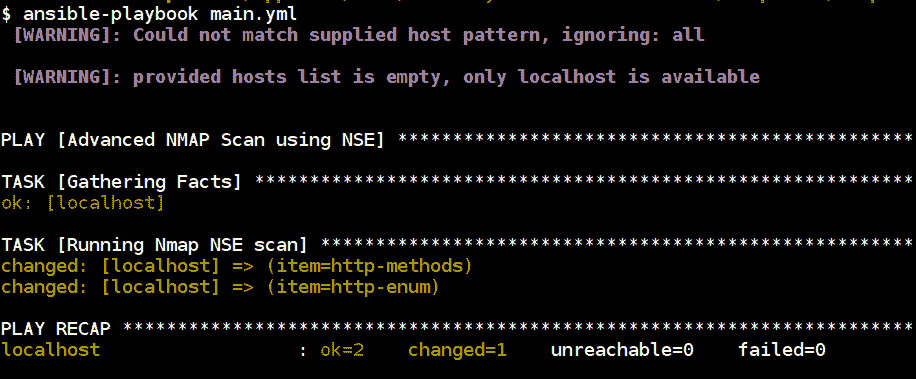 $ ansible-playbook main.yml
[WARNING]: Could not match supplied host pattern, ignoring: all
[WARNING]: provided hosts list is empty, only localhost is available
PLAY [Advanced NMAP Scan using NSE] ***********************************************
TASK [Gathering Facts] ************************************************************
ok: [localhost]
TASK [Running Nmap NSE scan] ******************************************************
changed: [localhost] => (item=http-methods)
changed: [localhost] => (item=http-enum)
PLAY RECAP ************************************************************************
localhost                  : ok=2    changed=1    unreachable=0    failed=0